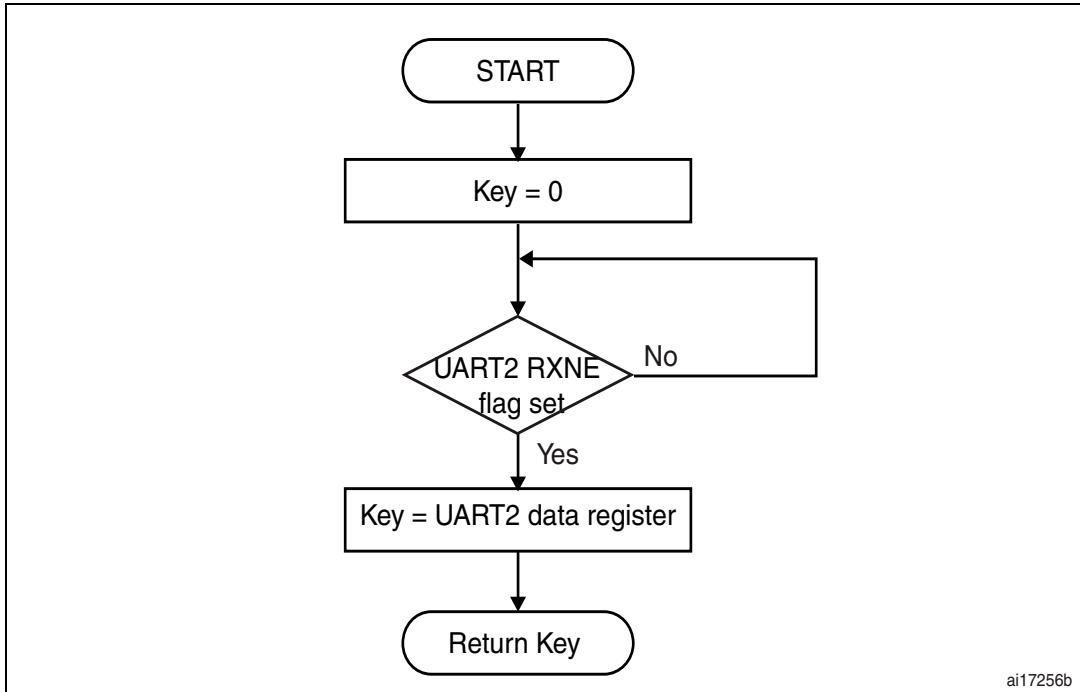 START
Key = 0
UART2 RXNE
flag set
No
Yes
Key = UART2 data register
Return Key
ai17256b